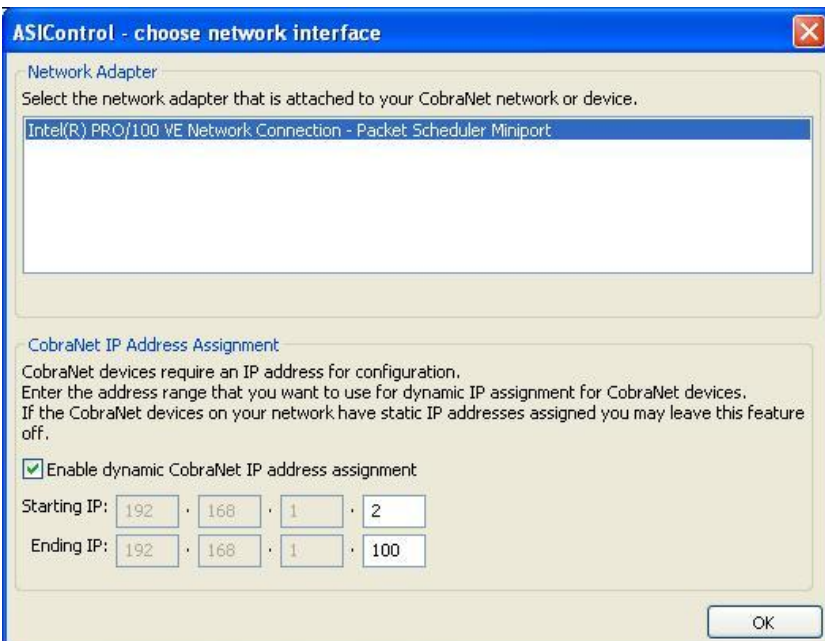 ASIControl - choose network interface
Network Adapter
Select the network adapter that is attached to your CobraNet network or device.
Intel(R) PRO/100 VE Network Connection - Packet Scheduler Miniport
CobraNet IP Address Assignment
CobraNet devices require an IP address for configuration.
Enter the address range that you want to use for dynamic IP assignment for CobraNet devices.
If the CobraNet devices on your network have static IP addresses assigned you may leave this feature
off.
Enable dynamic CobraNet IP address assignment
Starting IP: 192 . 168 . 1 . 2
Ending IP: 192 . 168 . 1 . 100
OK